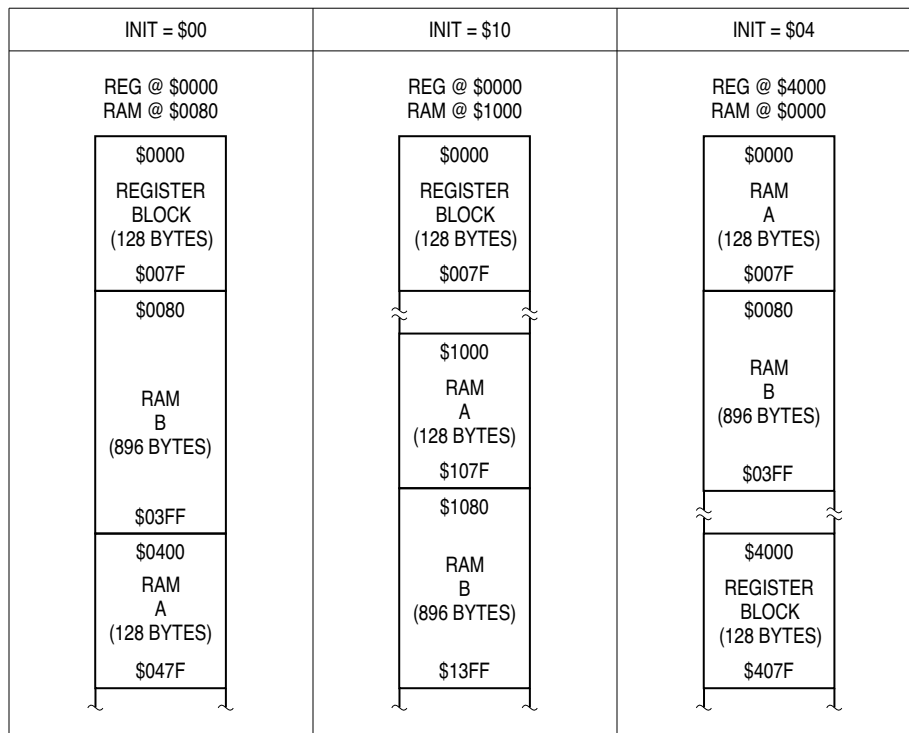 INIT = $00
REG @ $0000
RAM @ $0080
$0000
REGISTER
BLOCK
(128 BYTES)
$007F
$0080
RAM
B
(896 BYTES)
$03FF
$0400
RAM
A
(128 BYTES)
$047F
INIT = $10
REG @ $0000
RAM @ $1000
$0000
REGISTER
BLOCK
(128 BYTES)
$007F
$1000
RAM
A
(128 BYTES)
$107F
$1080
RAM
B
(896 BYTES)
$13FF
INIT = $04
REG @ $4000
RAM @ $0000
$0000
RAM
A
(128 BYTES)
$007F
$0080
RAM
B
(896 BYTES)
$03FF
$4000
REGISTER
BLOCK
(128 BYTES)
$407F